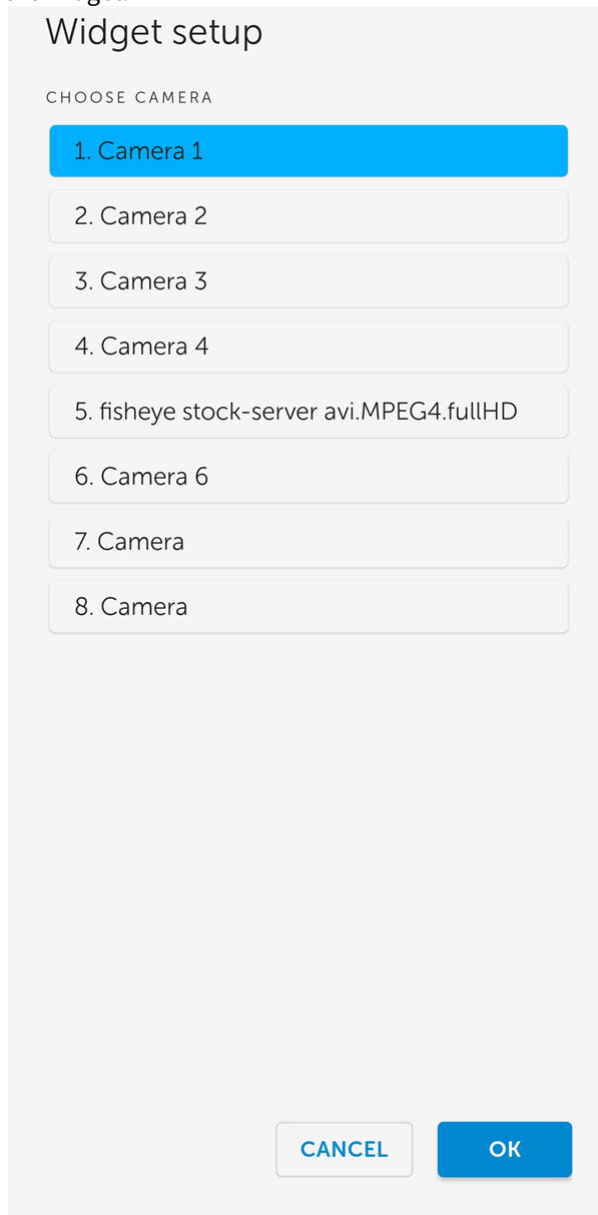 Widget setup
CHOOSE CAMERA
1. Camera 1
2. Camera 2
3. Camera 3
4. Camera 4
5. fisheye stock-server avi.MPEG4.fullHD
6. Camera 6
7. Camera
8. Camera
CANCEL
OK